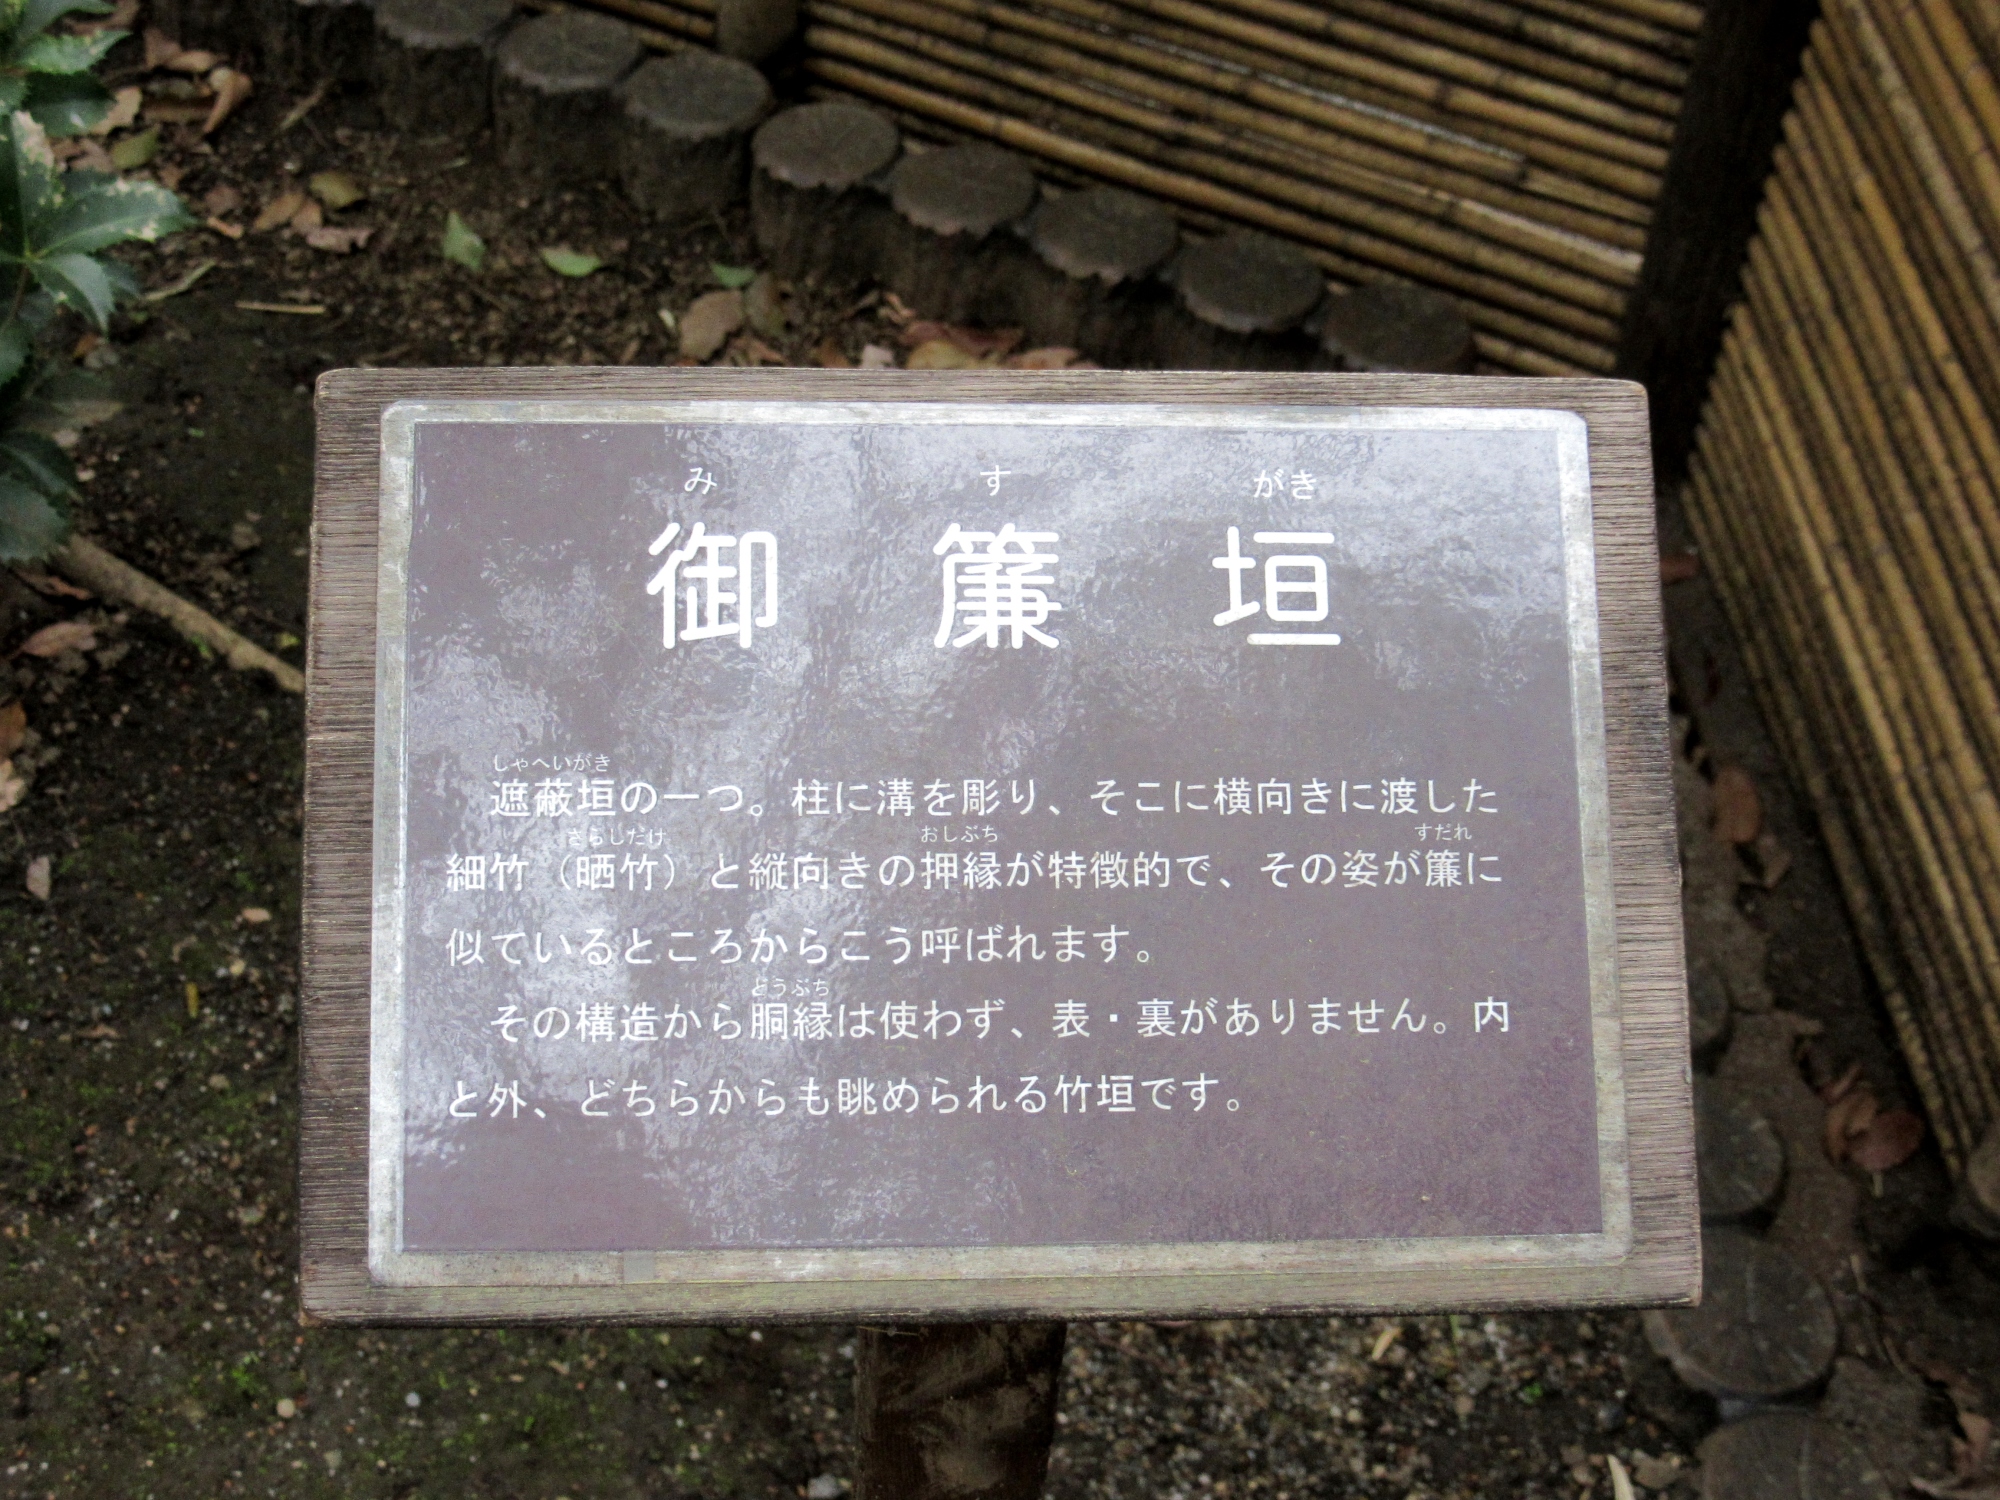 み す がき
御簾垣
しゃへいがき
遮蔽垣の一つ。柱に溝を彫り、そこに横向きに渡した
さらしだけ おしぶち すだれ
細竹（晒竹）と縦向きの押縁が特徴的で、その姿が簾に
似ているところからこう呼ばれます。
どうぶち
その構造から胴縁は使わず、表・裏がありません。内
と外、どちらからも眺められる竹垣です。